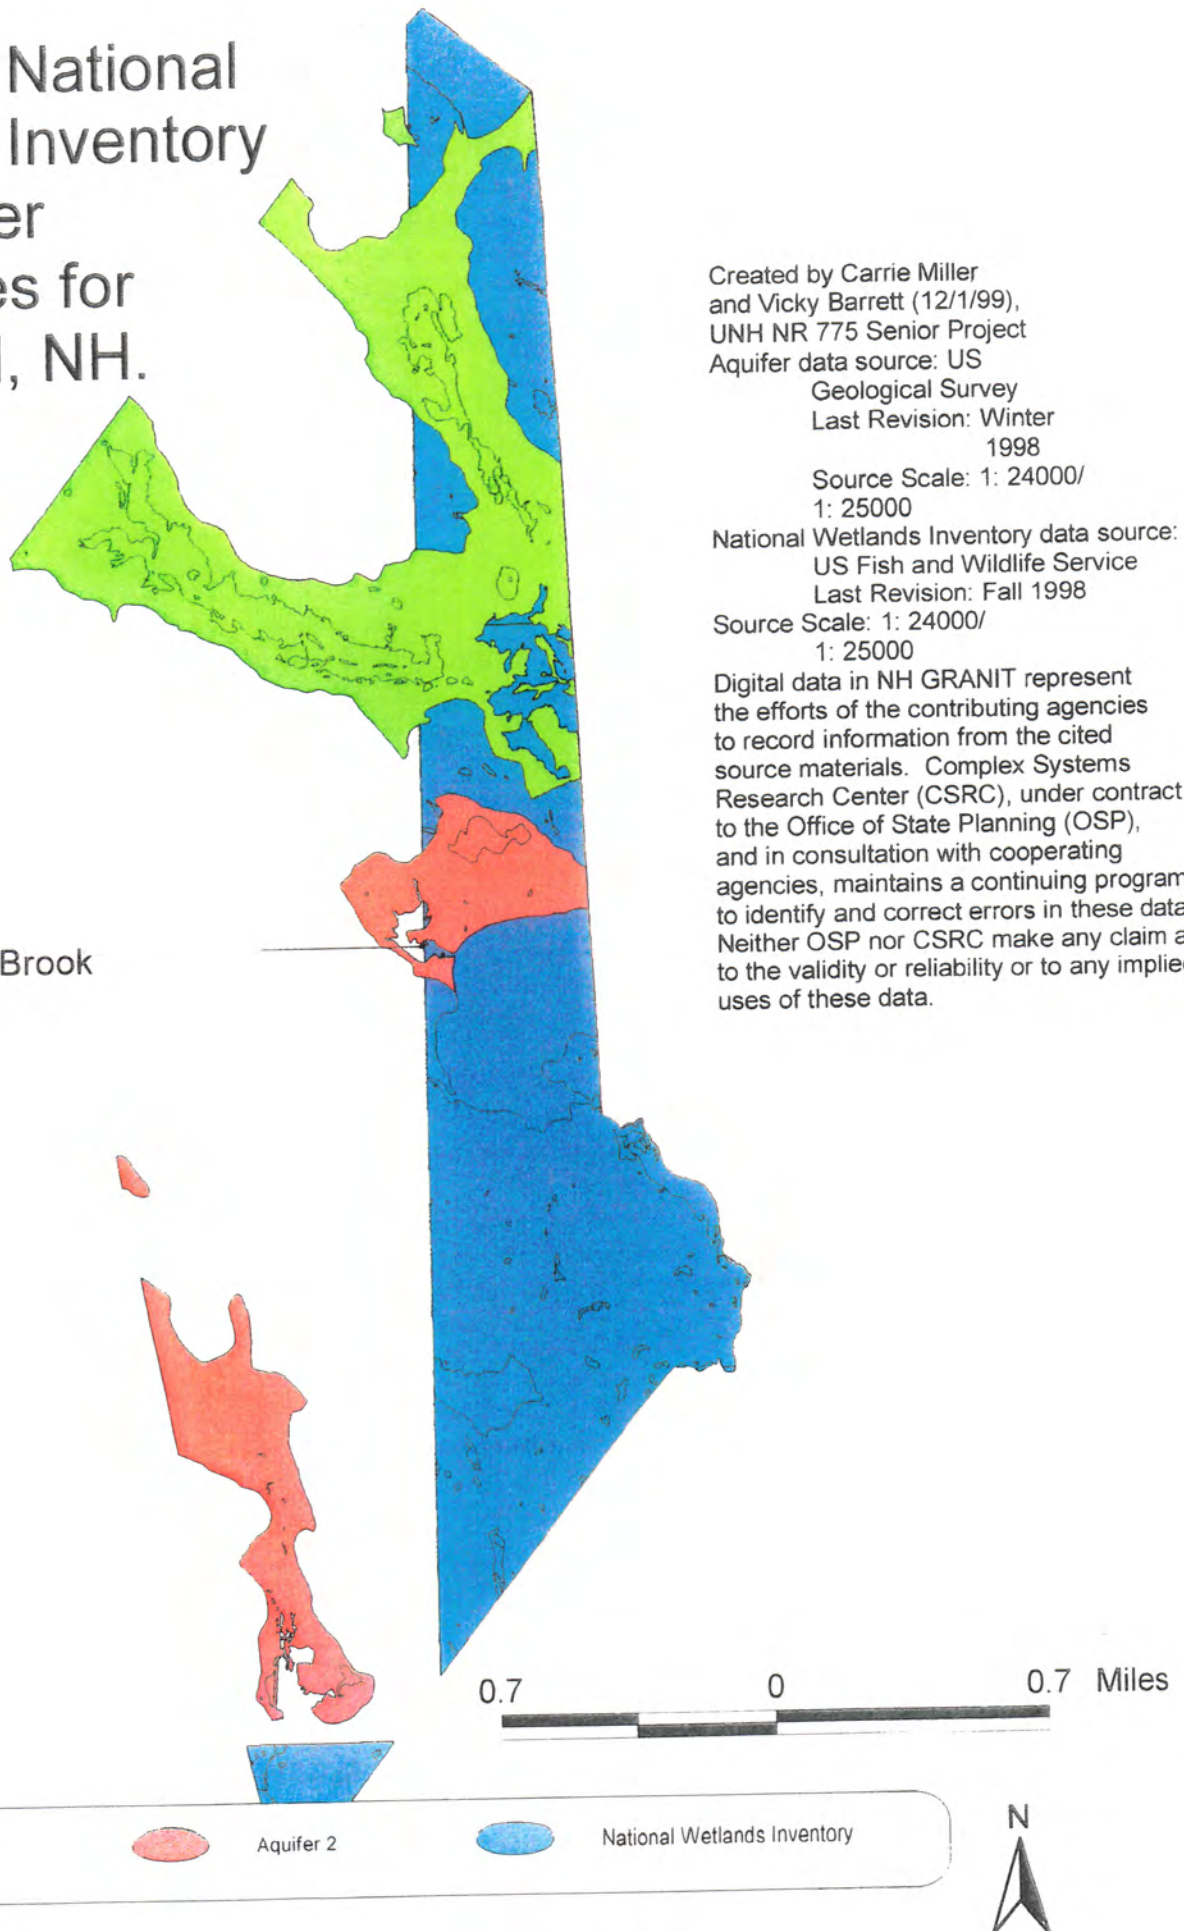 National
Inventory
er
es for
, NH.
Created by Carrie Miller
and Vicky Barrett (12/1/99),
UNH NR 775 Senior Project
Aquifer data source: US
Geological Survey
Last Revision: Winter
1998
Source Scale: 1: 24000/
1: 25000
National Wetlands Inventory data source:
US Fish and Wildlife Service
Last Revision: Fall 1998
Source Scale: 1: 24000/
1: 25000
Digital data in NH GRANIT represent
the efforts of the contributing agencies
to record information from the cited
source materials. Complex Systems
Research Center (CSRC), under contract
to the Office of State Planning (OSP),
and in consultation with cooperating
agencies, maintains a continuing program
to identify and correct errors in these data
Neither OSP nor CSRC make any claim a
to the validity or reliability or to any implie
uses of these data.
Brook
0.7 0 0.7 Miles
Aquifer 2 National Wetlands Inventory
N